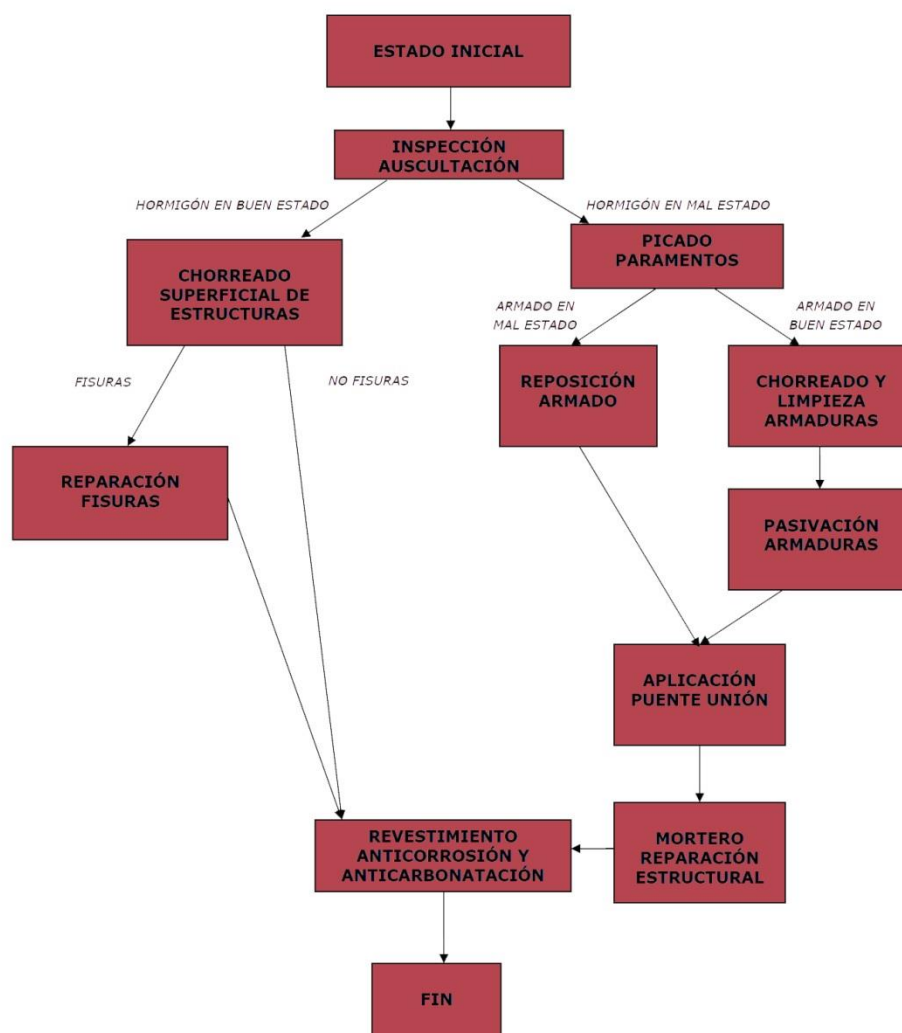 ESTADO INICIAL
INSPECCIÓN
AUSCULTACIÓN
HORMIGÓN EN BUEN ESTADO
HORMIGÓN EN MAL ESTADO
CHORREADO
SUPERFICIAL DE
ESTRUCTURAS
PICADO
PARAMENTOS
ARMADO EN
MAL ESTADO
ARMADO EN
BUEN ESTADO
FISURAS
NO FISURAS
REPOSICIÓN
ARMADO
CHORREADO Y
LIMPIEZA
ARMADURAS
REPARACIÓN
FISURAS
PASIVACIÓN
ARMADURAS
APLICACIÓN
PUENTE UNIÓN
REVESTIMIENTO
ANTICORROSIÓN Y
ANTICARBONATACIÓN
MORTERO
REPARACIÓN
ESTRUCTURAL
FIN